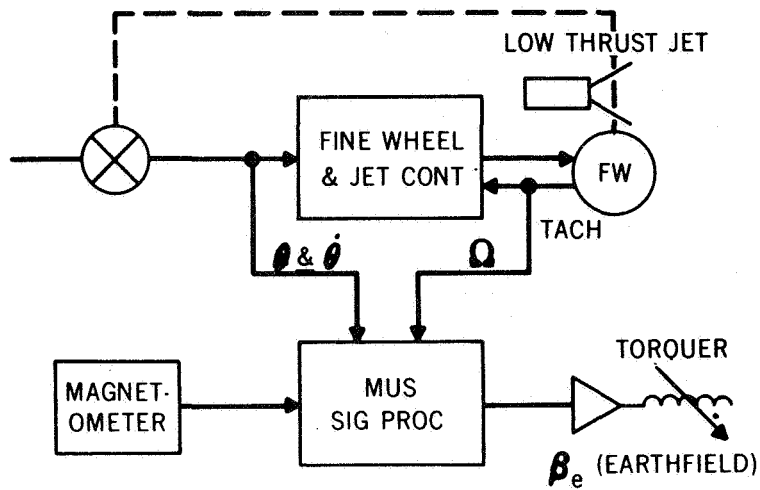 LOW THRUST JET
FINE WHEEL
& JET CONT
FW
TACH
θ & θ̇
Ω
MAGNET-
OMETER
MUS
SIG PROC
TORQUER
βe (EARTHFIELD)